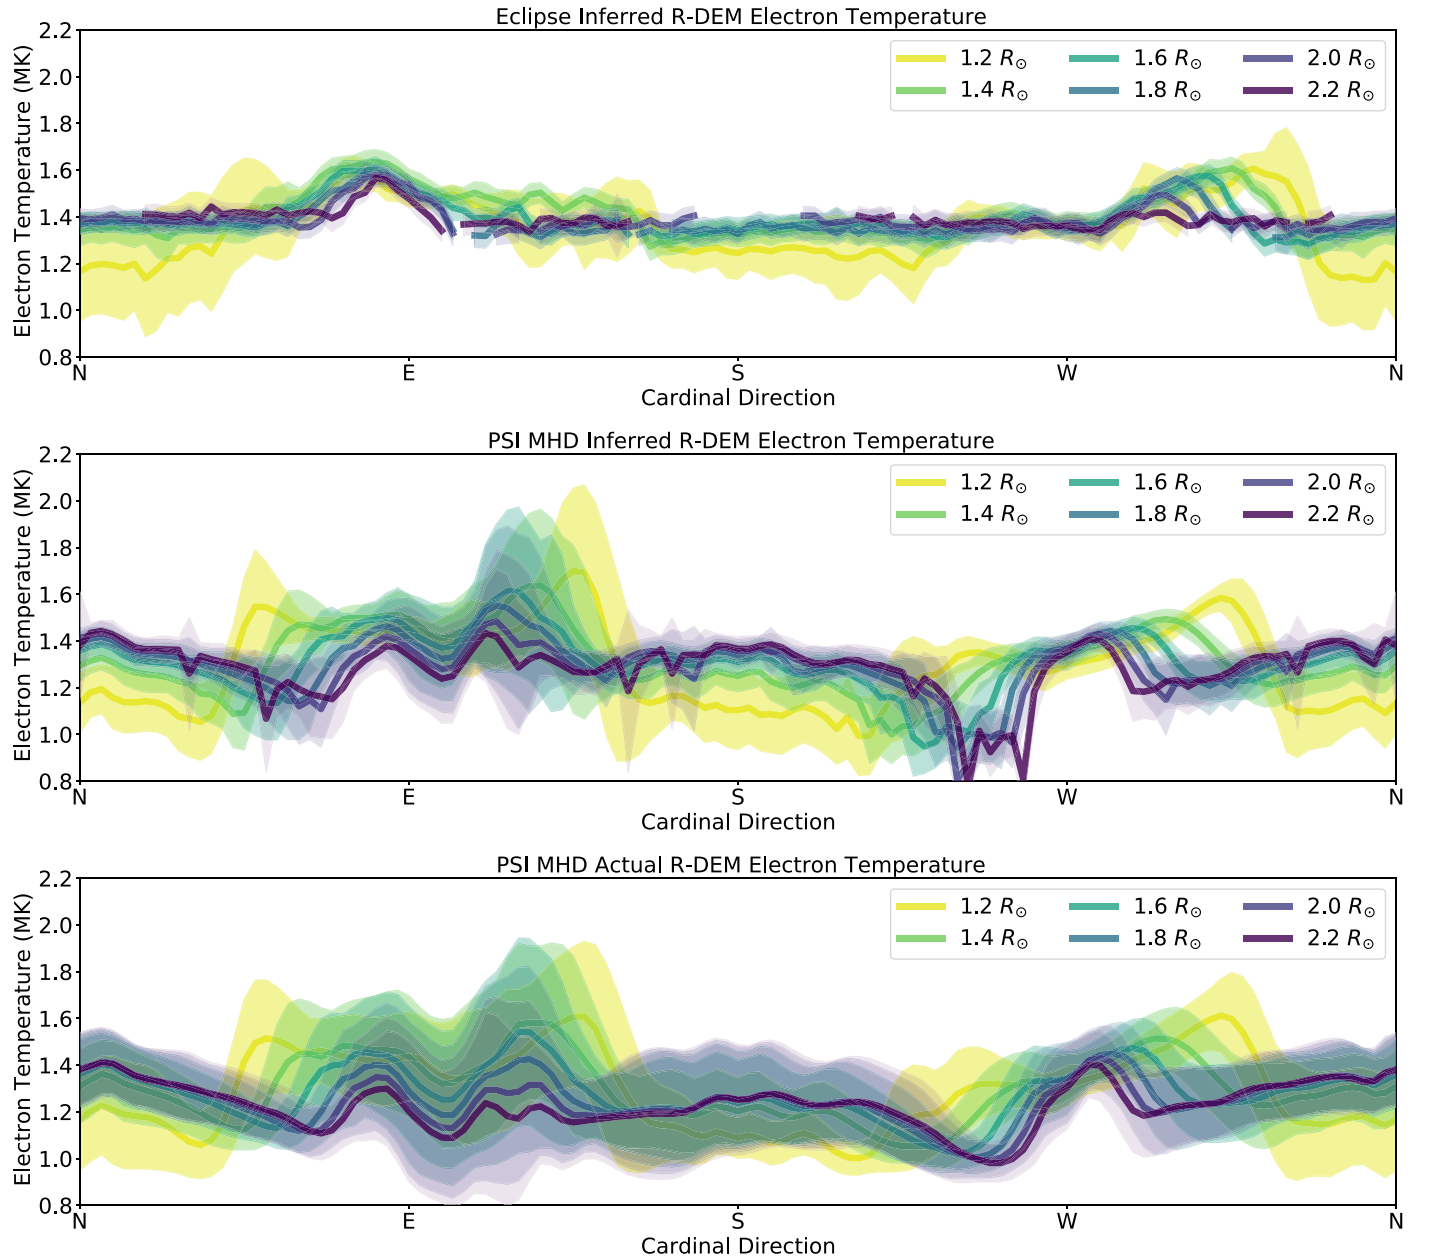 Eclipse Inferred R-DEM Electron Temperature
Electron Temperature (MK)
2.2
2.0
1.8
1.6
1.4
1.2
1.0
0.8
1.2 R☉ 1.6 R☉ 2.0 R☉
1.4 R☉ 1.8 R☉ 2.2 R☉
N E S W N
Cardinal Direction
PSI MHD Inferred R-DEM Electron Temperature
Electron Temperature (MK)
2.2
2.0
1.8
1.6
1.4
1.2
1.0
0.8
1.2 R☉ 1.6 R☉ 2.0 R☉
1.4 R☉ 1.8 R☉ 2.2 R☉
N E S W N
Cardinal Direction
PSI MHD Actual R-DEM Electron Temperature
Electron Temperature (MK)
2.2
2.0
1.8
1.6
1.4
1.2
1.0
0.8
1.2 R☉ 1.6 R☉ 2.0 R☉
1.4 R☉ 1.8 R☉ 2.2 R☉
N E S W N
Cardinal Direction